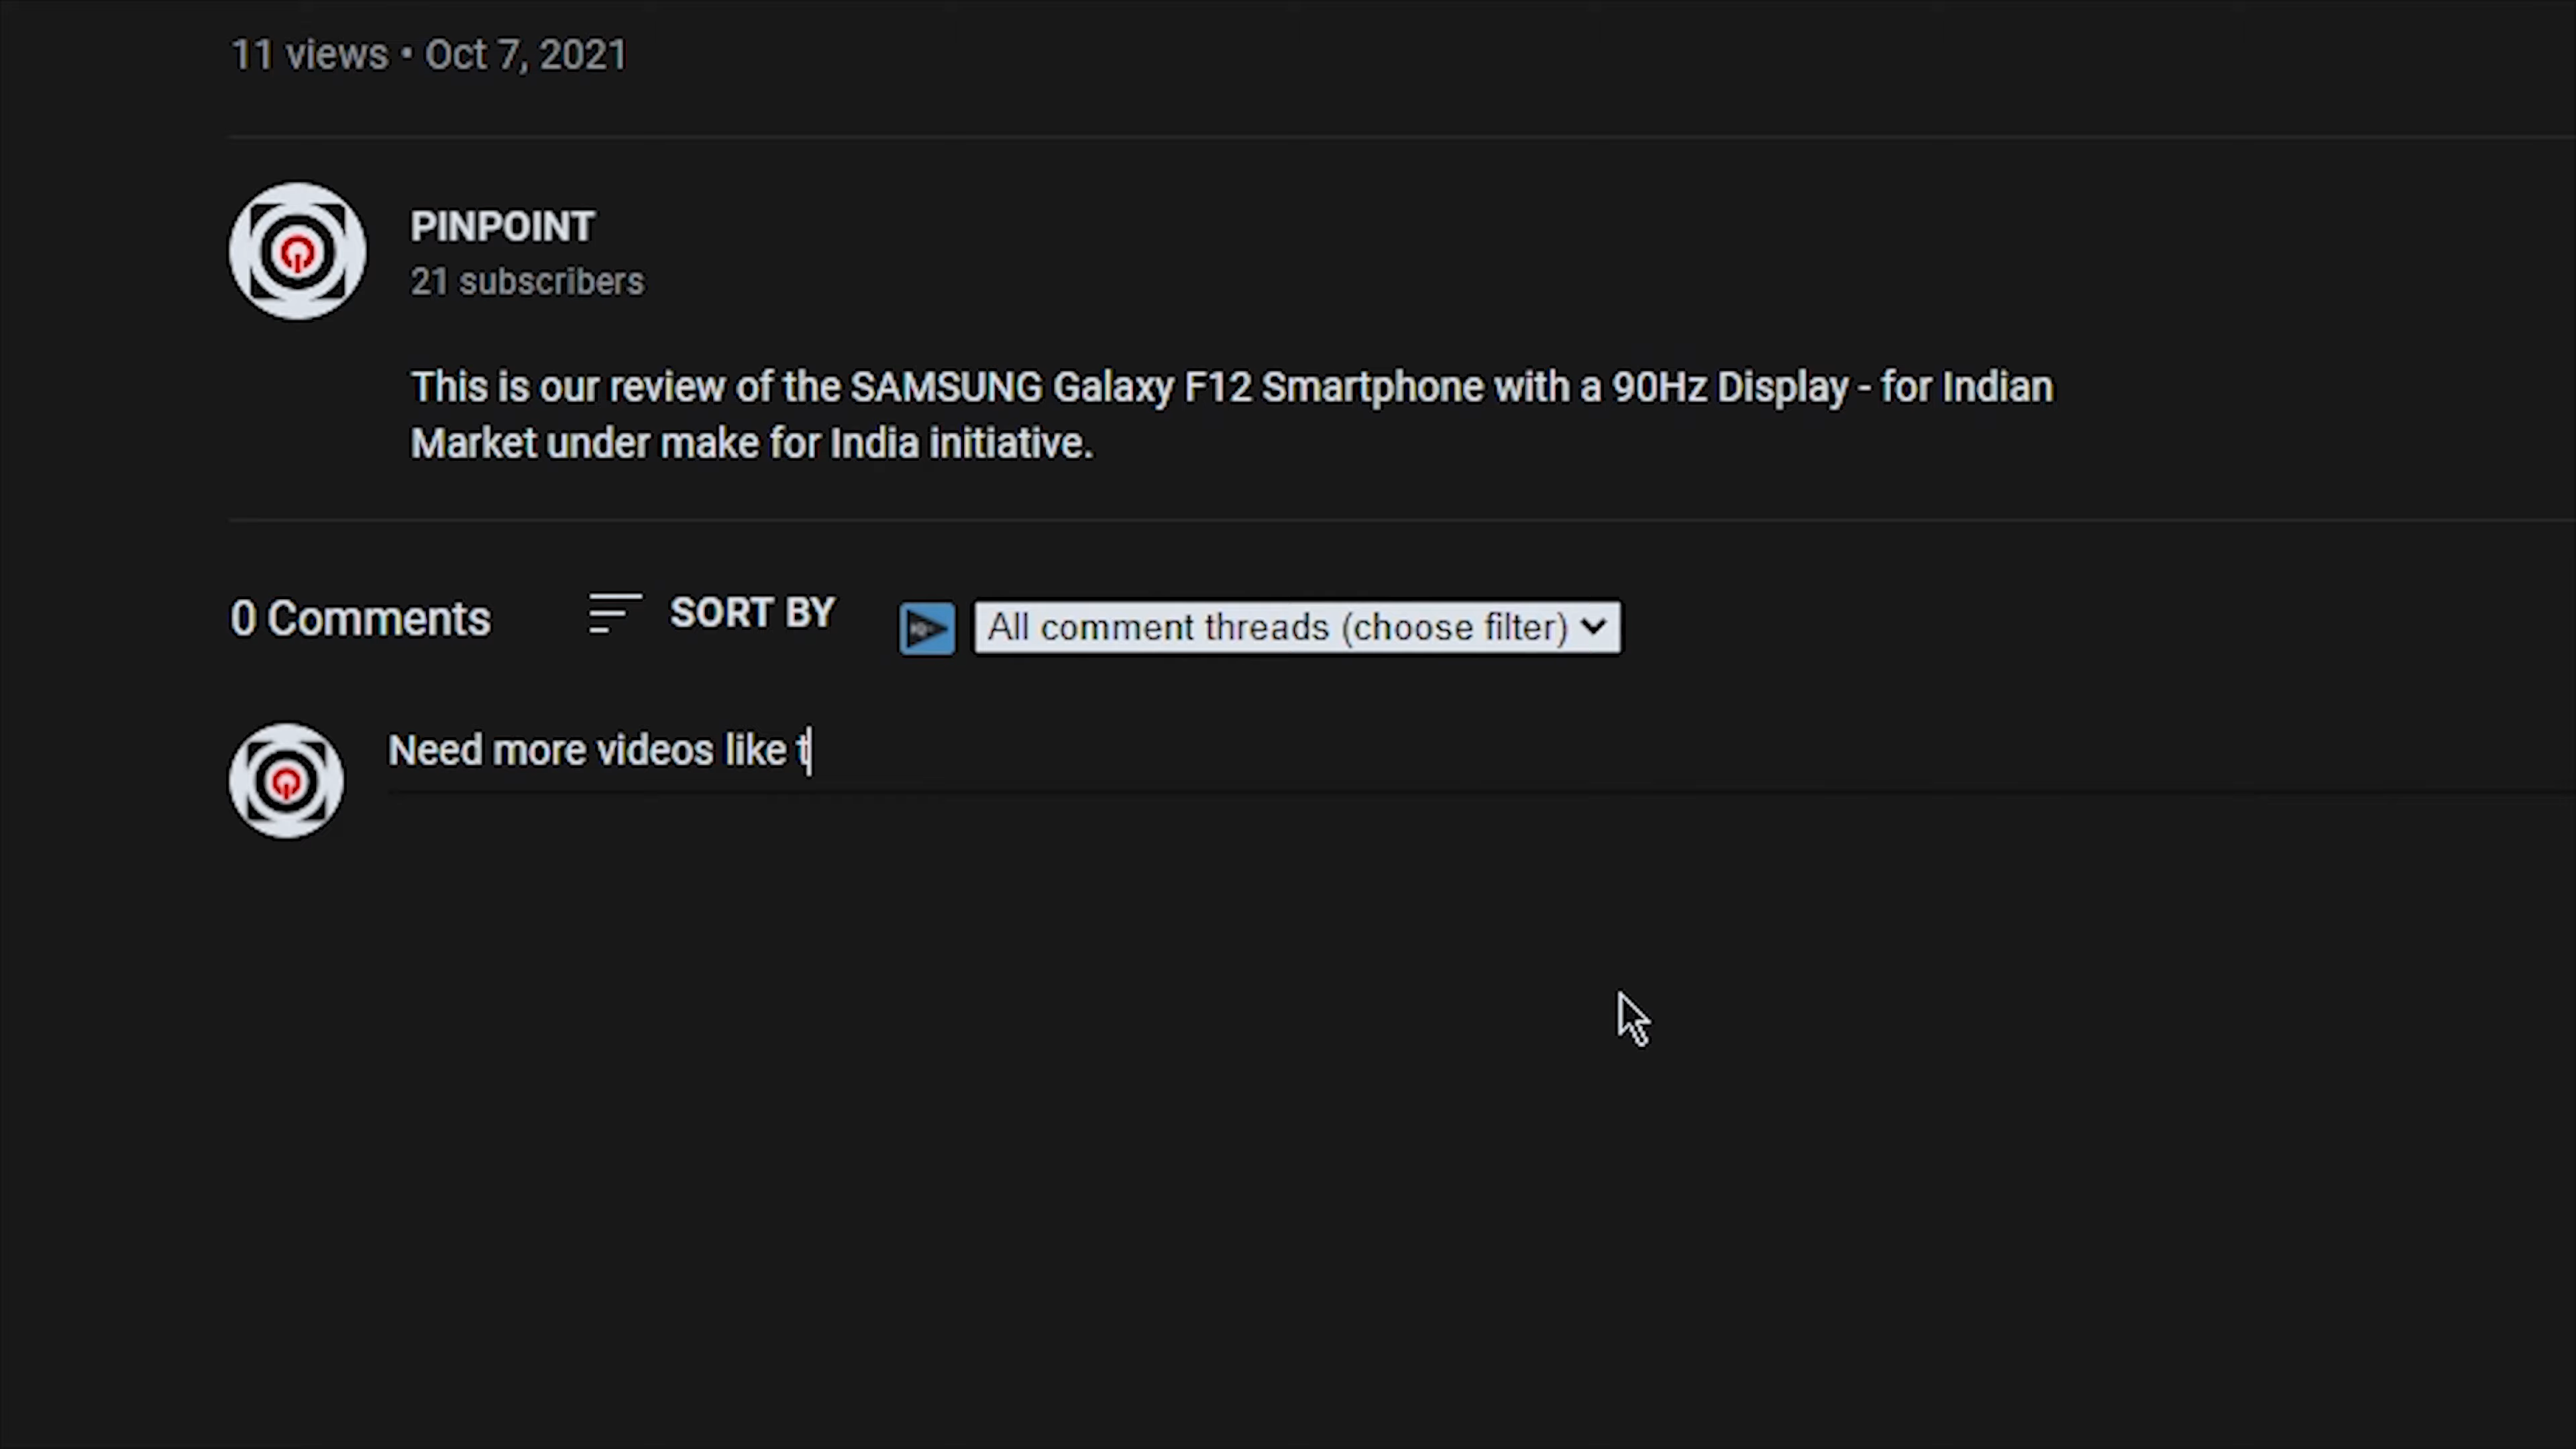 11 views • Oct 7, 2021
PINPOINT
21 subscribers
This is our review of the SAMSUNG Galaxy F12 Smartphone with a 90Hz Display - for Indian
Market under make for India initiative.
0 Comments SORT BY All comment threads (choose filter)
Need more videos like t